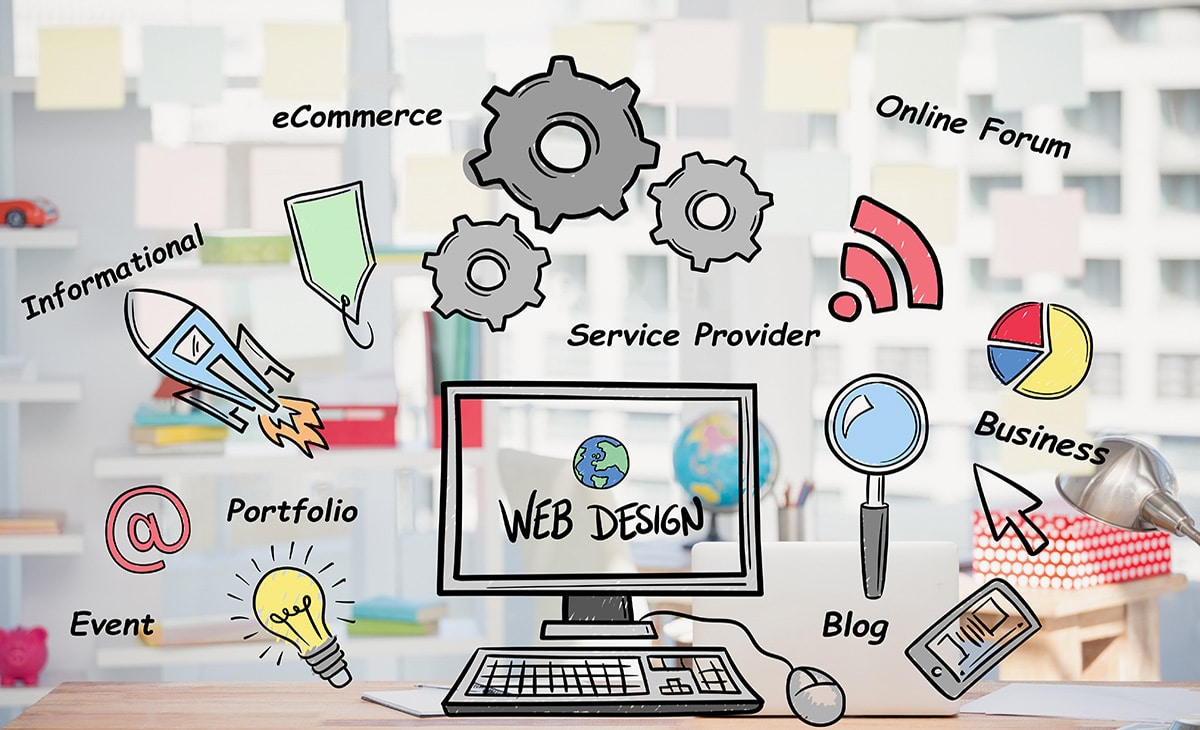 eCommerce
Online Forum
Informational
Service Provider
Business
Portfolio
WEB DESIGN
Event
Blog
@